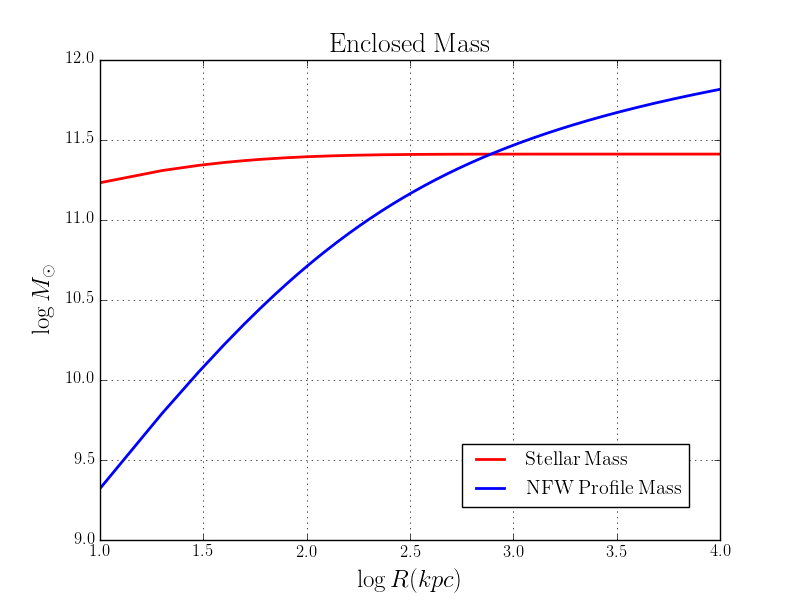 Enclosed Mass
12.0
11.5
11.0
10.5
10.0
9.5
9.0
log M⊙
Stellar Mass
NFW Profile Mass
1.0 1.5 2.0 2.5 3.0 3.5 4.0
log R(kpc)